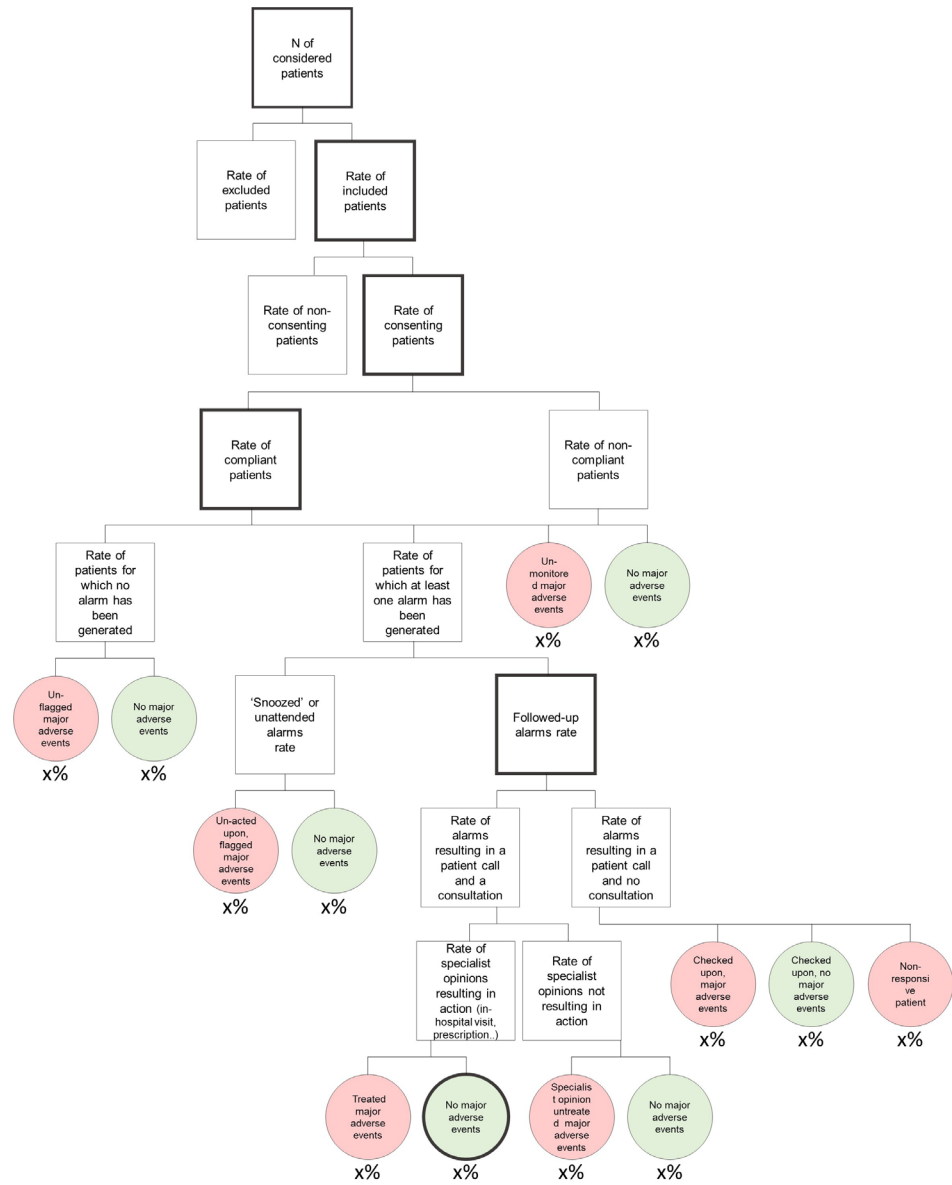 N of
considered
patients
Rate of
excluded
patients
Rate of
included
patients
Rate of non-
consenting
patients
Rate of
consenting
patients
Rate of
compliant
patients
Rate of non-
compliant
patients
Rate of
patients for
which no
alarm has
been
generated
Rate of
patients for
which at least
one alarm has
been
generated
Un-
monitore
d major
adverse
events
x%
No major
adverse
events
x%
Un-
flagged
major
adverse
events
x%
No major
adverse
events
x%
‘Snoozed’ or
unattended
alarms
rate
Followed-up
alarms rate
Un-acted
upon,
flagged
major
adverse
events
x%
No major
adverse
events
x%
Rate of
alarms
resulting in a
patient call
and a
consultation
Rate of
alarms
resulting in a
patient call
and no
consultation
Rate of
specialist
opinions
resulting in
action (in-
hospital visit,
prescription..)
Rate of
specialist
opinions not
resulting in
action
Checked
upon,
major
adverse
events
x%
Checked
upon, no
major
adverse
events
x%
Non-
responsi
ve
patient
x%
Treated
major
adverse
events
x%
No major
adverse
events
x%
Specialis
t opinion
untreate
d major
adverse
events
x%
No major
adverse
events
x%